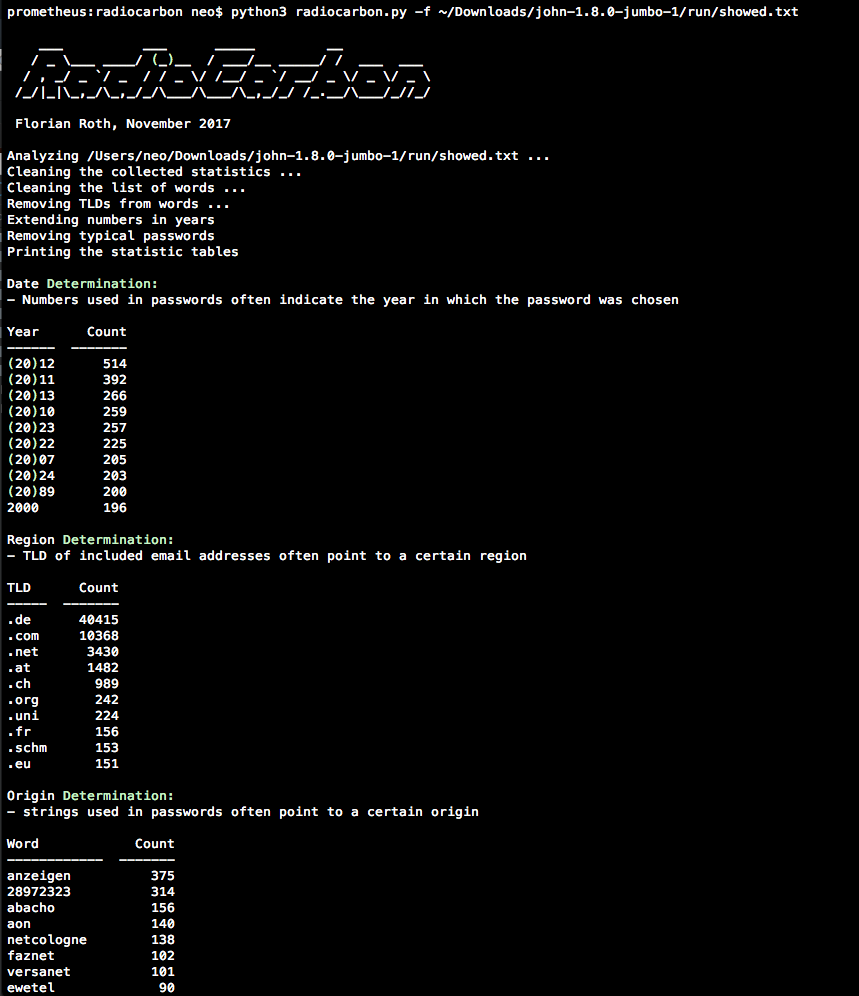 prometheus:radiocarbon neo$ python3 radiocarbon.py -f ~/Downloads/john-1.8.0-jumbo-1/run/showed.txt
RadioCarbon
Florian Roth, November 2017
Analyzing /Users/neo/Downloads/john-1.8.0-jumbo-1/run/showed.txt ...
Cleaning the collected statistics ...
Cleaning the list of words ...
Removing TLDs from words ...
Extending numbers in years
Removing typical passwords
Printing the statistic tables
Date Determination:
- Numbers used in passwords often indicate the year in which the password was chosen
Year Count
------ -------
(20)12 514
(20)11 392
(20)13 266
(20)10 259
(20)23 257
(20)22 225
(20)07 205
(20)24 203
(20)89 200
2000 196
Region Determination:
- TLD of included email addresses often point to a certain region
TLD Count
----- -------
.de 40415
.com 10368
.net 3430
.at 1482
.ch 989
.org 242
.uni 224
.fr 156
.schm 153
.eu 151
Origin Determination:
- strings used in passwords often point to a certain origin
Word Count
------------ -------
anzeigen 375
28972323 314
abacho 156
aon 140
netcologne 138
faznet 102
versanet 101
ewetel 90